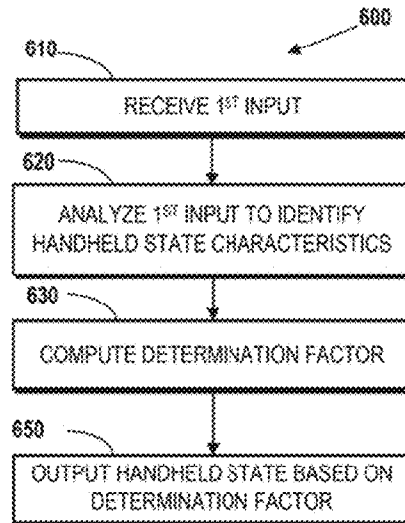 600
610
RECEIVE 1ST INPUT
620
ANALYZE 1ST INPUT TO IDENTIFY
HANDHELD STATE CHARACTERISTICS
630
COMPUTE DETERMINATION FACTOR
650
OUTPUT HANDHELD STATE BASED ON
DETERMINATION FACTOR